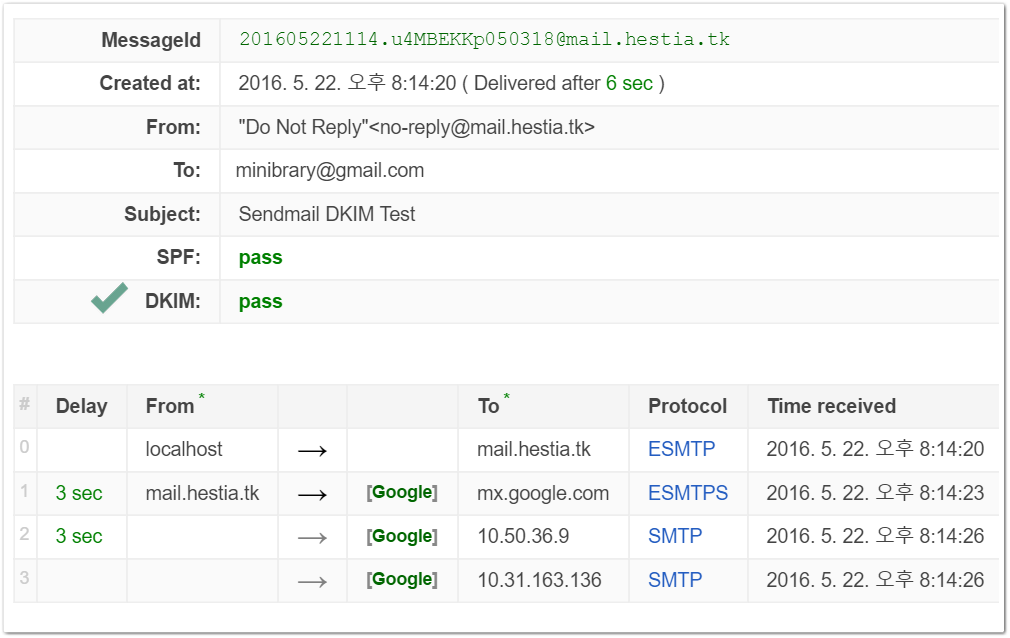 MessageId 201605221114.u4MBEKKp050318@mail.hestia.tk
Created at: 2016. 5. 22. 오후 8:14:20 ( Delivered after 6 sec )
From: "Do Not Reply"<no-reply@mail.hestia.tk>
To: minibrary@gmail.com
Subject: Sendmail DKIM Test
SPF: pass
DKIM: pass
# Delay From * To * Protocol Time received
0 localhost → mail.hestia.tk ESMTP 2016. 5. 22. 오후 8:14:20
1 3 sec mail.hestia.tk → [Google] mx.google.com ESMTPS 2016. 5. 22. 오후 8:14:23
2 3 sec → [Google] 10.50.36.9 SMTP 2016. 5. 22. 오후 8:14:26
3 → [Google] 10.31.163.136 SMTP 2016. 5. 22. 오후 8:14:26